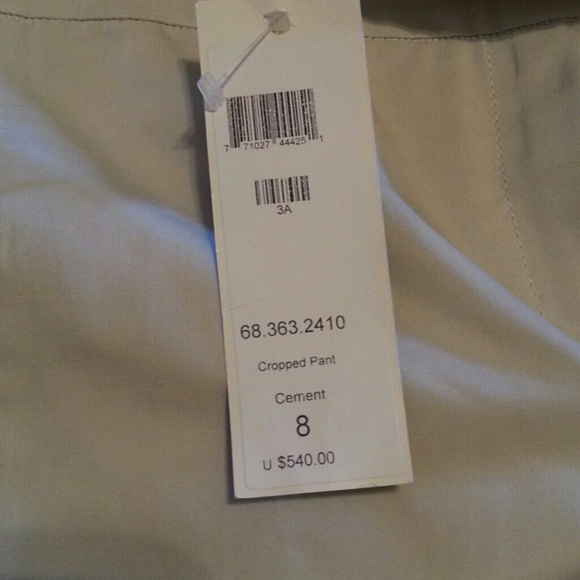 7 71027 44425 1
3A
68.363.2410
Cropped Pant
Cement
8
U $540.00